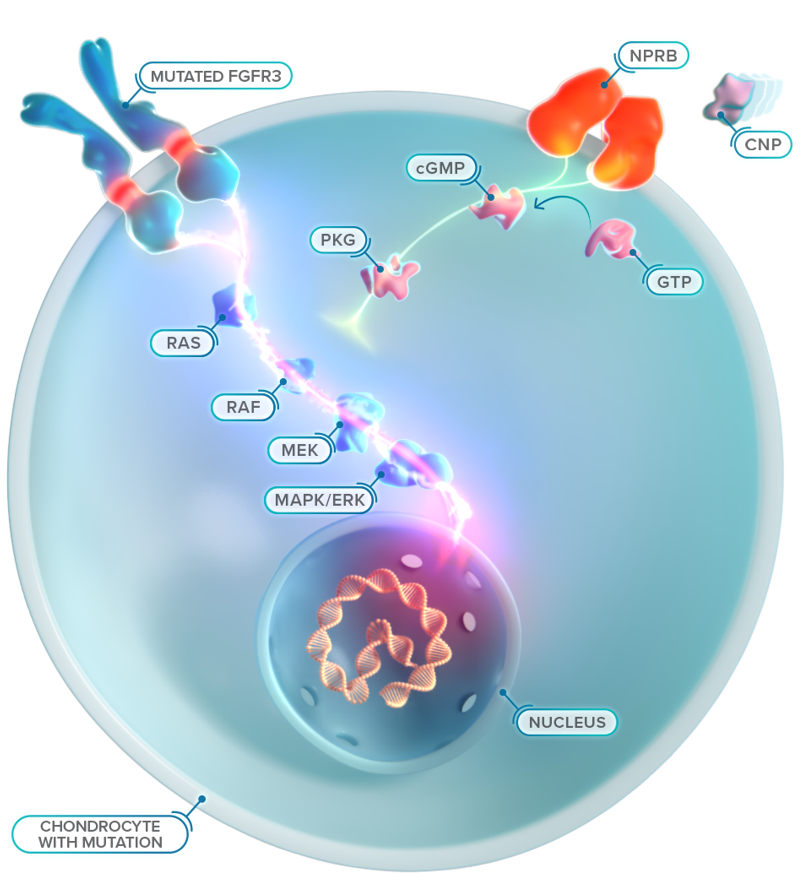 MUTATED FGFR3
NPRB
CNP
cGMP
PKG
GTP
RAS
RAF
MEK
MAPK/ERK
NUCLEUS
CHONDROCYTE
WITH MUTATION